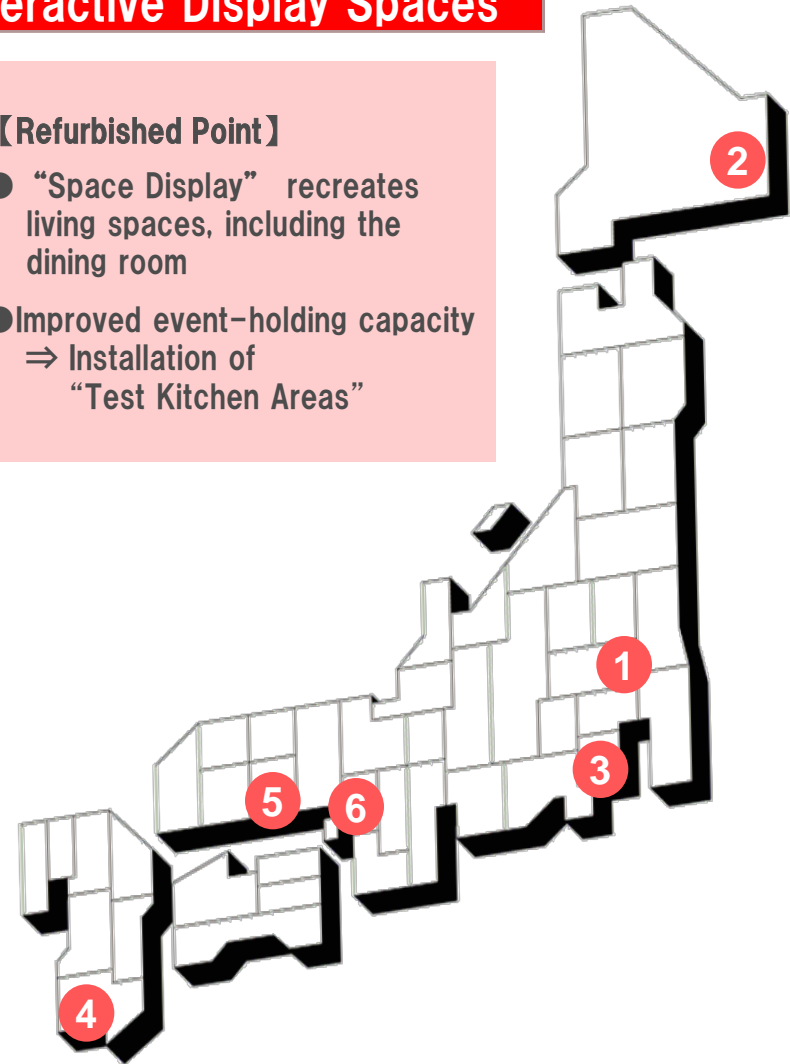 eractive Display Spaces
【Refurbished Point】
● “Space Display” recreates
living spaces, including the
dining room
●Improved event-holding capacity
⇒ Installation of
“Test Kitchen Areas”
2
1
3
5
6
4